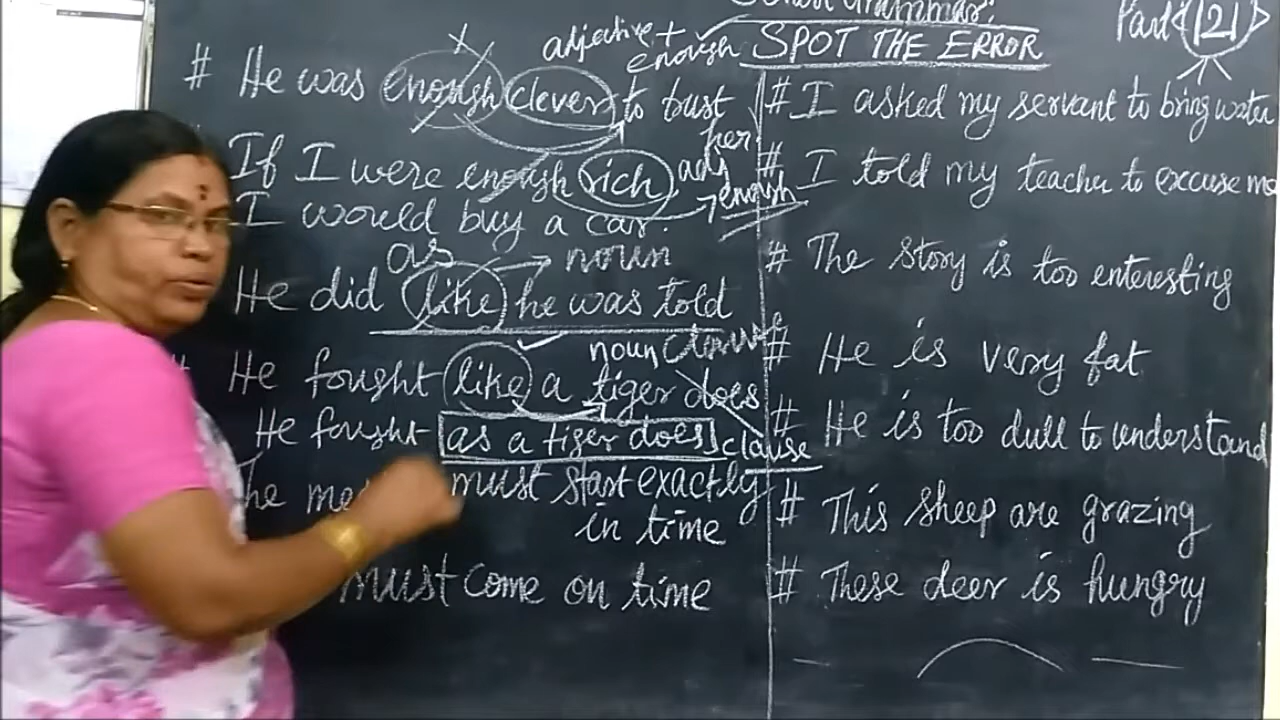 Grammar:
SPOT THE ERROR
Part 121
adjective +
enough
# He was enough clever to trust
her
If I were enough rich, adj
enough
I would buy a car.
as noun
He did like he was told
noun clause
He fought like a tiger does
He fought as a tiger does clause
must start exactly
in time
must come on time
# I asked my servant to bring water
# I told my teacher to excuse me
# The story is too enteresting
# He is very fat
# He is too dull to understand
# This sheep are grazing
# These deer is hungry